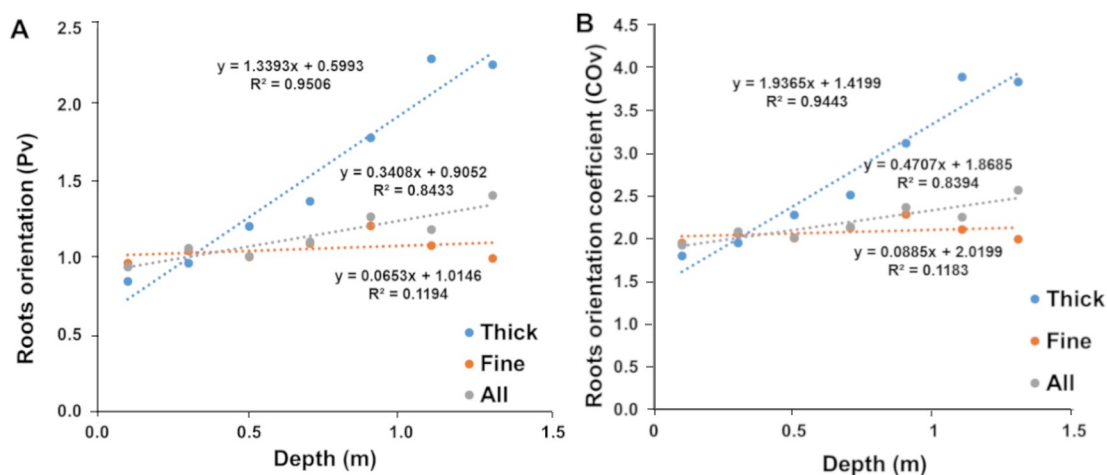 A
Roots orientation (Pv)
2.5
2.0
1.5
1.0
0.5
0.0
y = 1.3393x + 0.5993
R² = 0.9506
y = 0.3408x + 0.9052
R² = 0.8433
y = 0.0653x + 1.0146
R² = 0.1194
Thick
Fine
All
0.0 0.5 1.0 1.5
Depth (m)
B
Roots orientation coeficient (COv)
4.5
4.0
3.5
3.0
2.5
2.0
1.5
1.0
0.5
0.0
y = 1.9365x + 1.4199
R² = 0.9443
y = 0.4707x + 1.8685
R² = 0.8394
y = 0.0885x + 2.0199
R² = 0.1183
Thick
Fine
All
0 0.5 1 1.5
Depth (m)